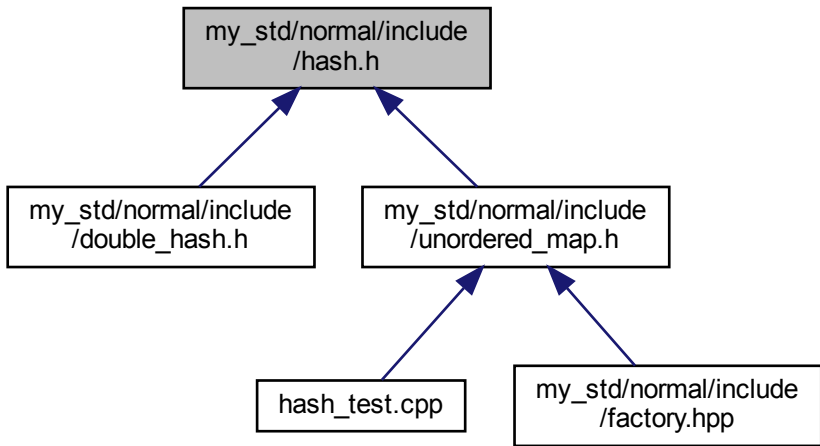 my_std/normal/include
/hash.h
my_std/normal/include
/double_hash.h
my_std/normal/include
/unordered_map.h
hash_test.cpp
my_std/normal/include
/factory.hpp